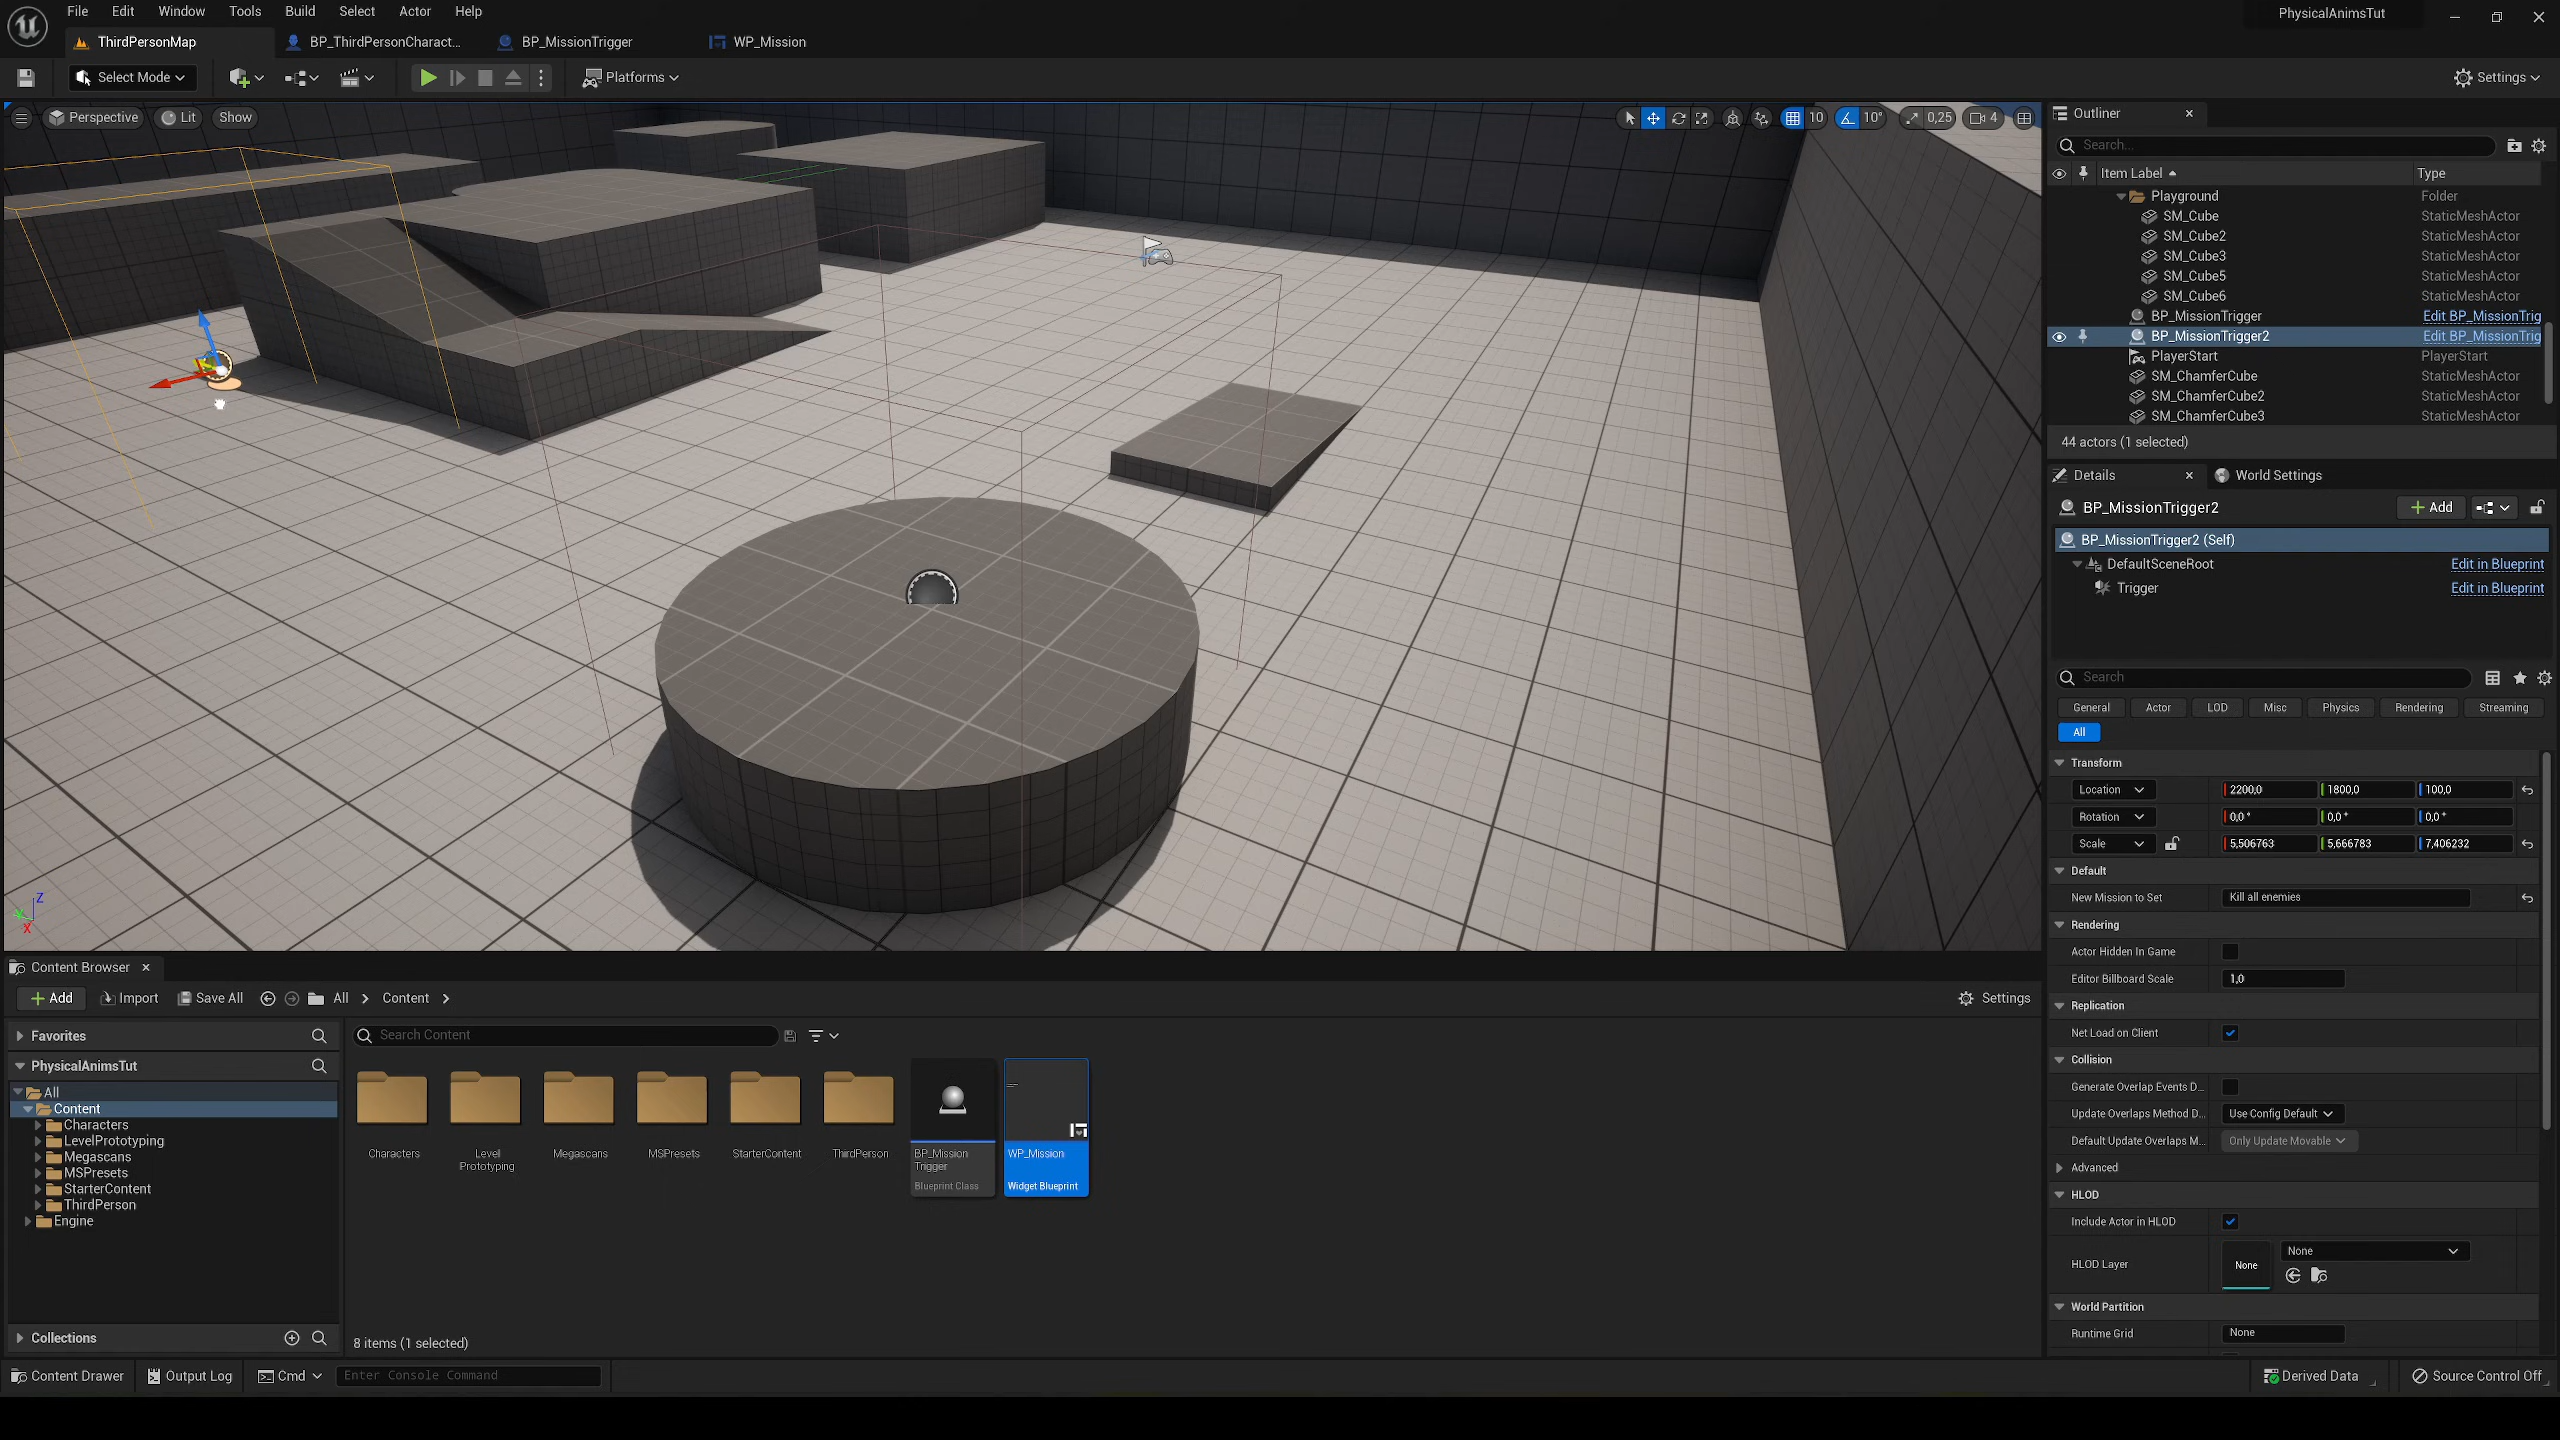 File Edit Window Tools Build Select Actor Help
PhysicalAnimsTut
ThirdPersonMap BP_ThirdPersonCharact... BP_MissionTrigger WP_Mission
Select Mode Platforms Settings
Perspective Lit Show
10 10° 0,25 4
Outliner
Search...
Item Label Type
Playground Folder
SM_Cube StaticMeshActor
SM_Cube2 StaticMeshActor
SM_Cube3 StaticMeshActor
SM_Cube5 StaticMeshActor
SM_Cube6 StaticMeshActor
BP_MissionTrigger Edit BP_MissionTrig
BP_MissionTrigger2 Edit BP_MissionTrig
PlayerStart PlayerStart
SM_ChamferCube StaticMeshActor
SM_ChamferCube2 StaticMeshActor
SM_ChamferCube3 StaticMeshActor
44 actors (1 selected)
Details World Settings
BP_MissionTrigger2 Add
BP_MissionTrigger2 (Self)
DefaultSceneRoot Edit in Blueprint
Trigger Edit in Blueprint
Search
General Actor LOD Misc Physics Rendering Streaming
All
Transform
Location 2200,0 1800,0 100,0
Rotation 0,0 ° 0,0 ° 0,0 °
Scale 5,506763 5,666783 7,406232
Default
New Mission to Set Kill all enemies
Rendering
Actor Hidden In Game
Editor Billboard Scale 1,0
Replication
Net Load on Client
Collision
Generate Overlap Events D...
Update Overlaps Method D... Use Config Default
Default Update Overlaps M... Only Update Movable
Advanced
HLOD
Include Actor in HLOD
HLOD Layer None None
World Partition
Runtime Grid None
Z
Y
X
Content Browser
Add Import Save All All Content Settings
Favorites
PhysicalAnimsTut
All
Content
Characters
LevelPrototyping
Megascans
MSPresets
StarterContent
ThirdPerson
Engine
Collections
Search Content
Characters
Level
Prototyping
Megascans
MSPresets
StarterContent
ThirdPerson
BP_Mission
Trigger
Blueprint Class
WP_Mission
Widget Blueprint
8 items (1 selected)
Content Drawer Output Log Cmd Enter Console Command Derived Data Source Control Off